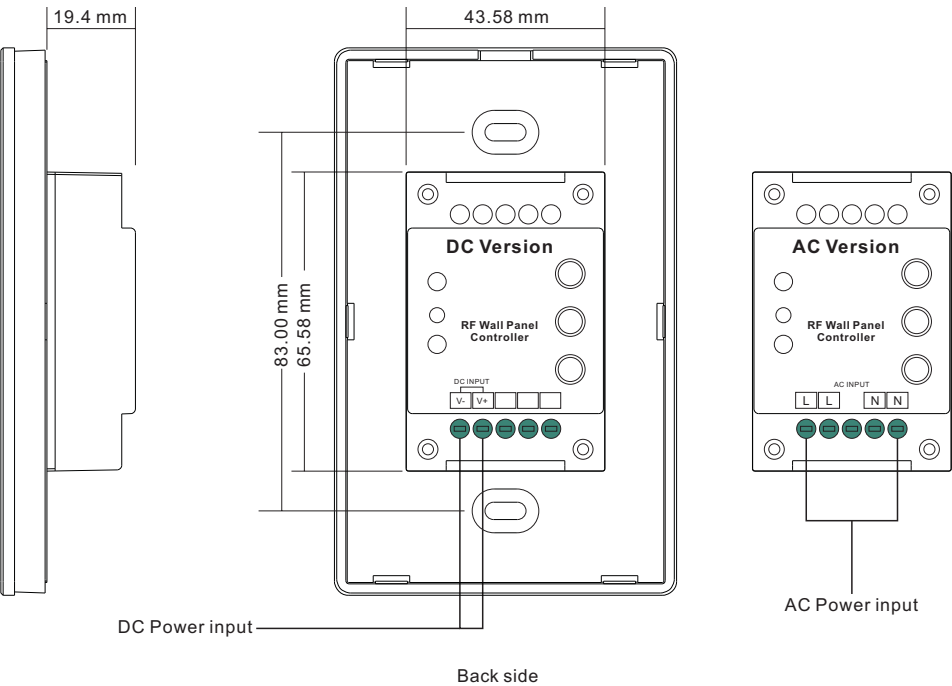 19.4 mm
43.58 mm
83.00 mm
65.58 mm
DC Version
RF Wall Panel
Controller
DC INPUT
V- V+
AC Version
RF Wall Panel
Controller
AC INPUT
L L N N
DC Power input
AC Power input
Back side